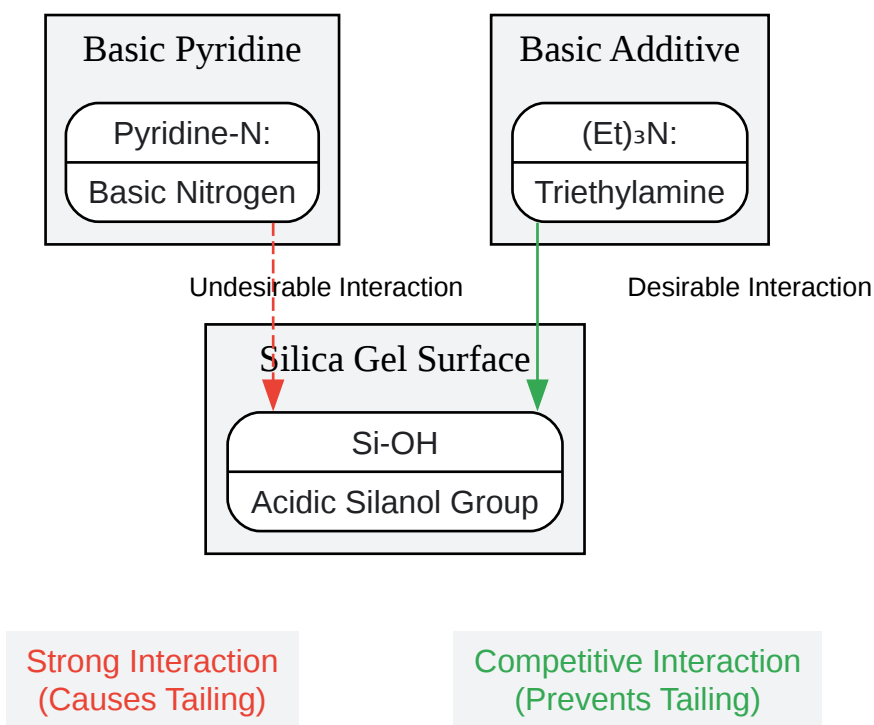 Basic Pyridine
Basic Additive
Pyridine-N:
Basic Nitrogen
(Et)₃N:
Triethylamine
Undesirable Interaction
Desirable Interaction
Silica Gel Surface
Si-OH
Acidic Silanol Group
Strong Interaction
(Causes Tailing)
Competitive Interaction
(Prevents Tailing)